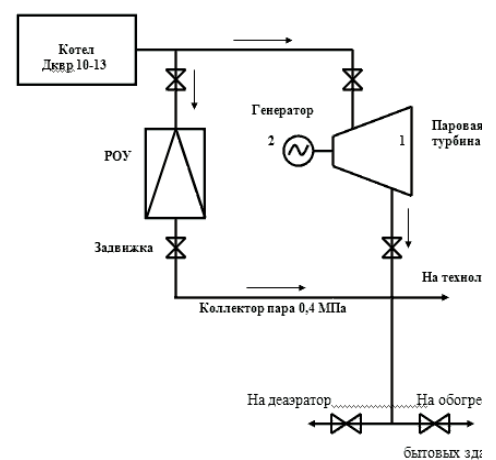 Котел
Дквр 10-13
Генератор
2
1
Паровая
турбина
РОУ
Задвижка
На технол
Коллектор пара 0,4 МПа
На деаэратор
На обогре
бытовых зда